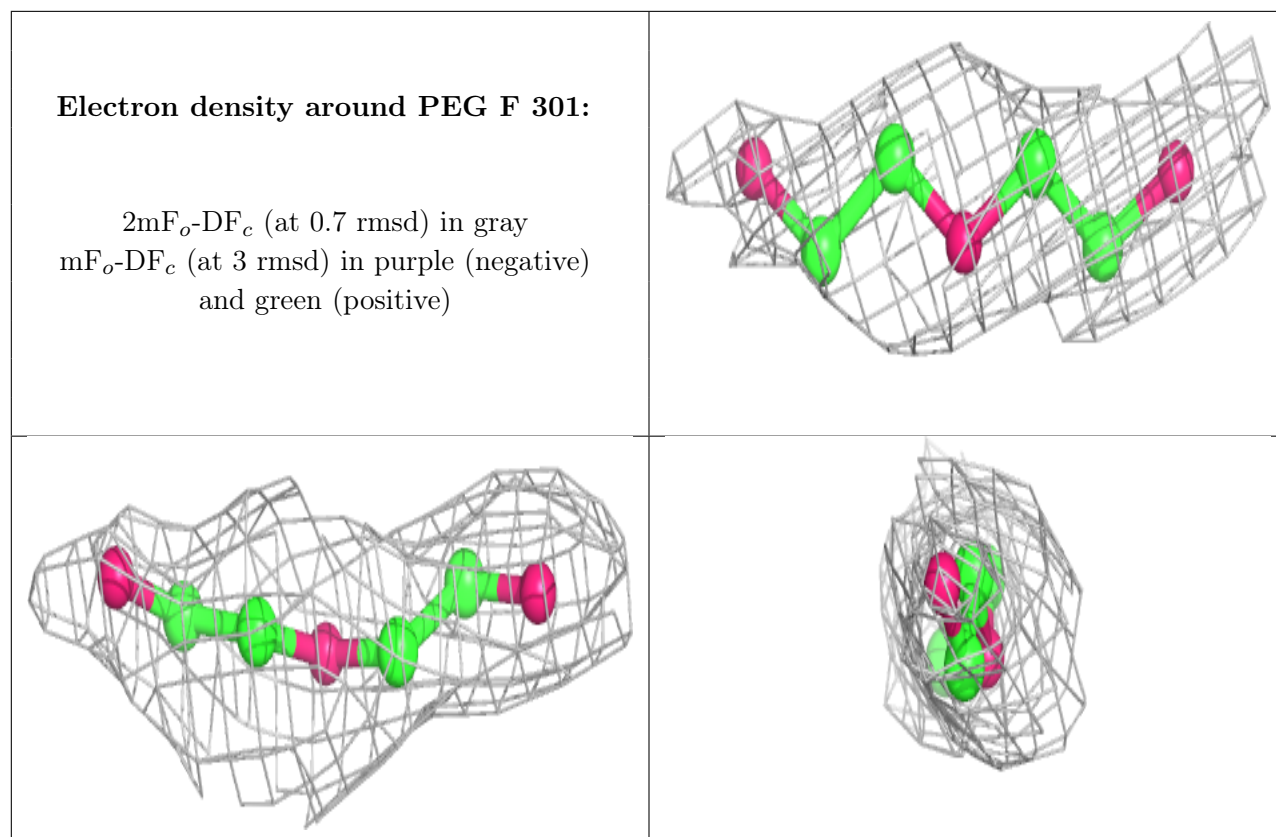 Electron density around PEG F 301:
2mFₒ-DF𝒸 (at 0.7 rmsd) in gray
mFₒ-DF𝒸 (at 3 rmsd) in purple (negative)
and green (positive)